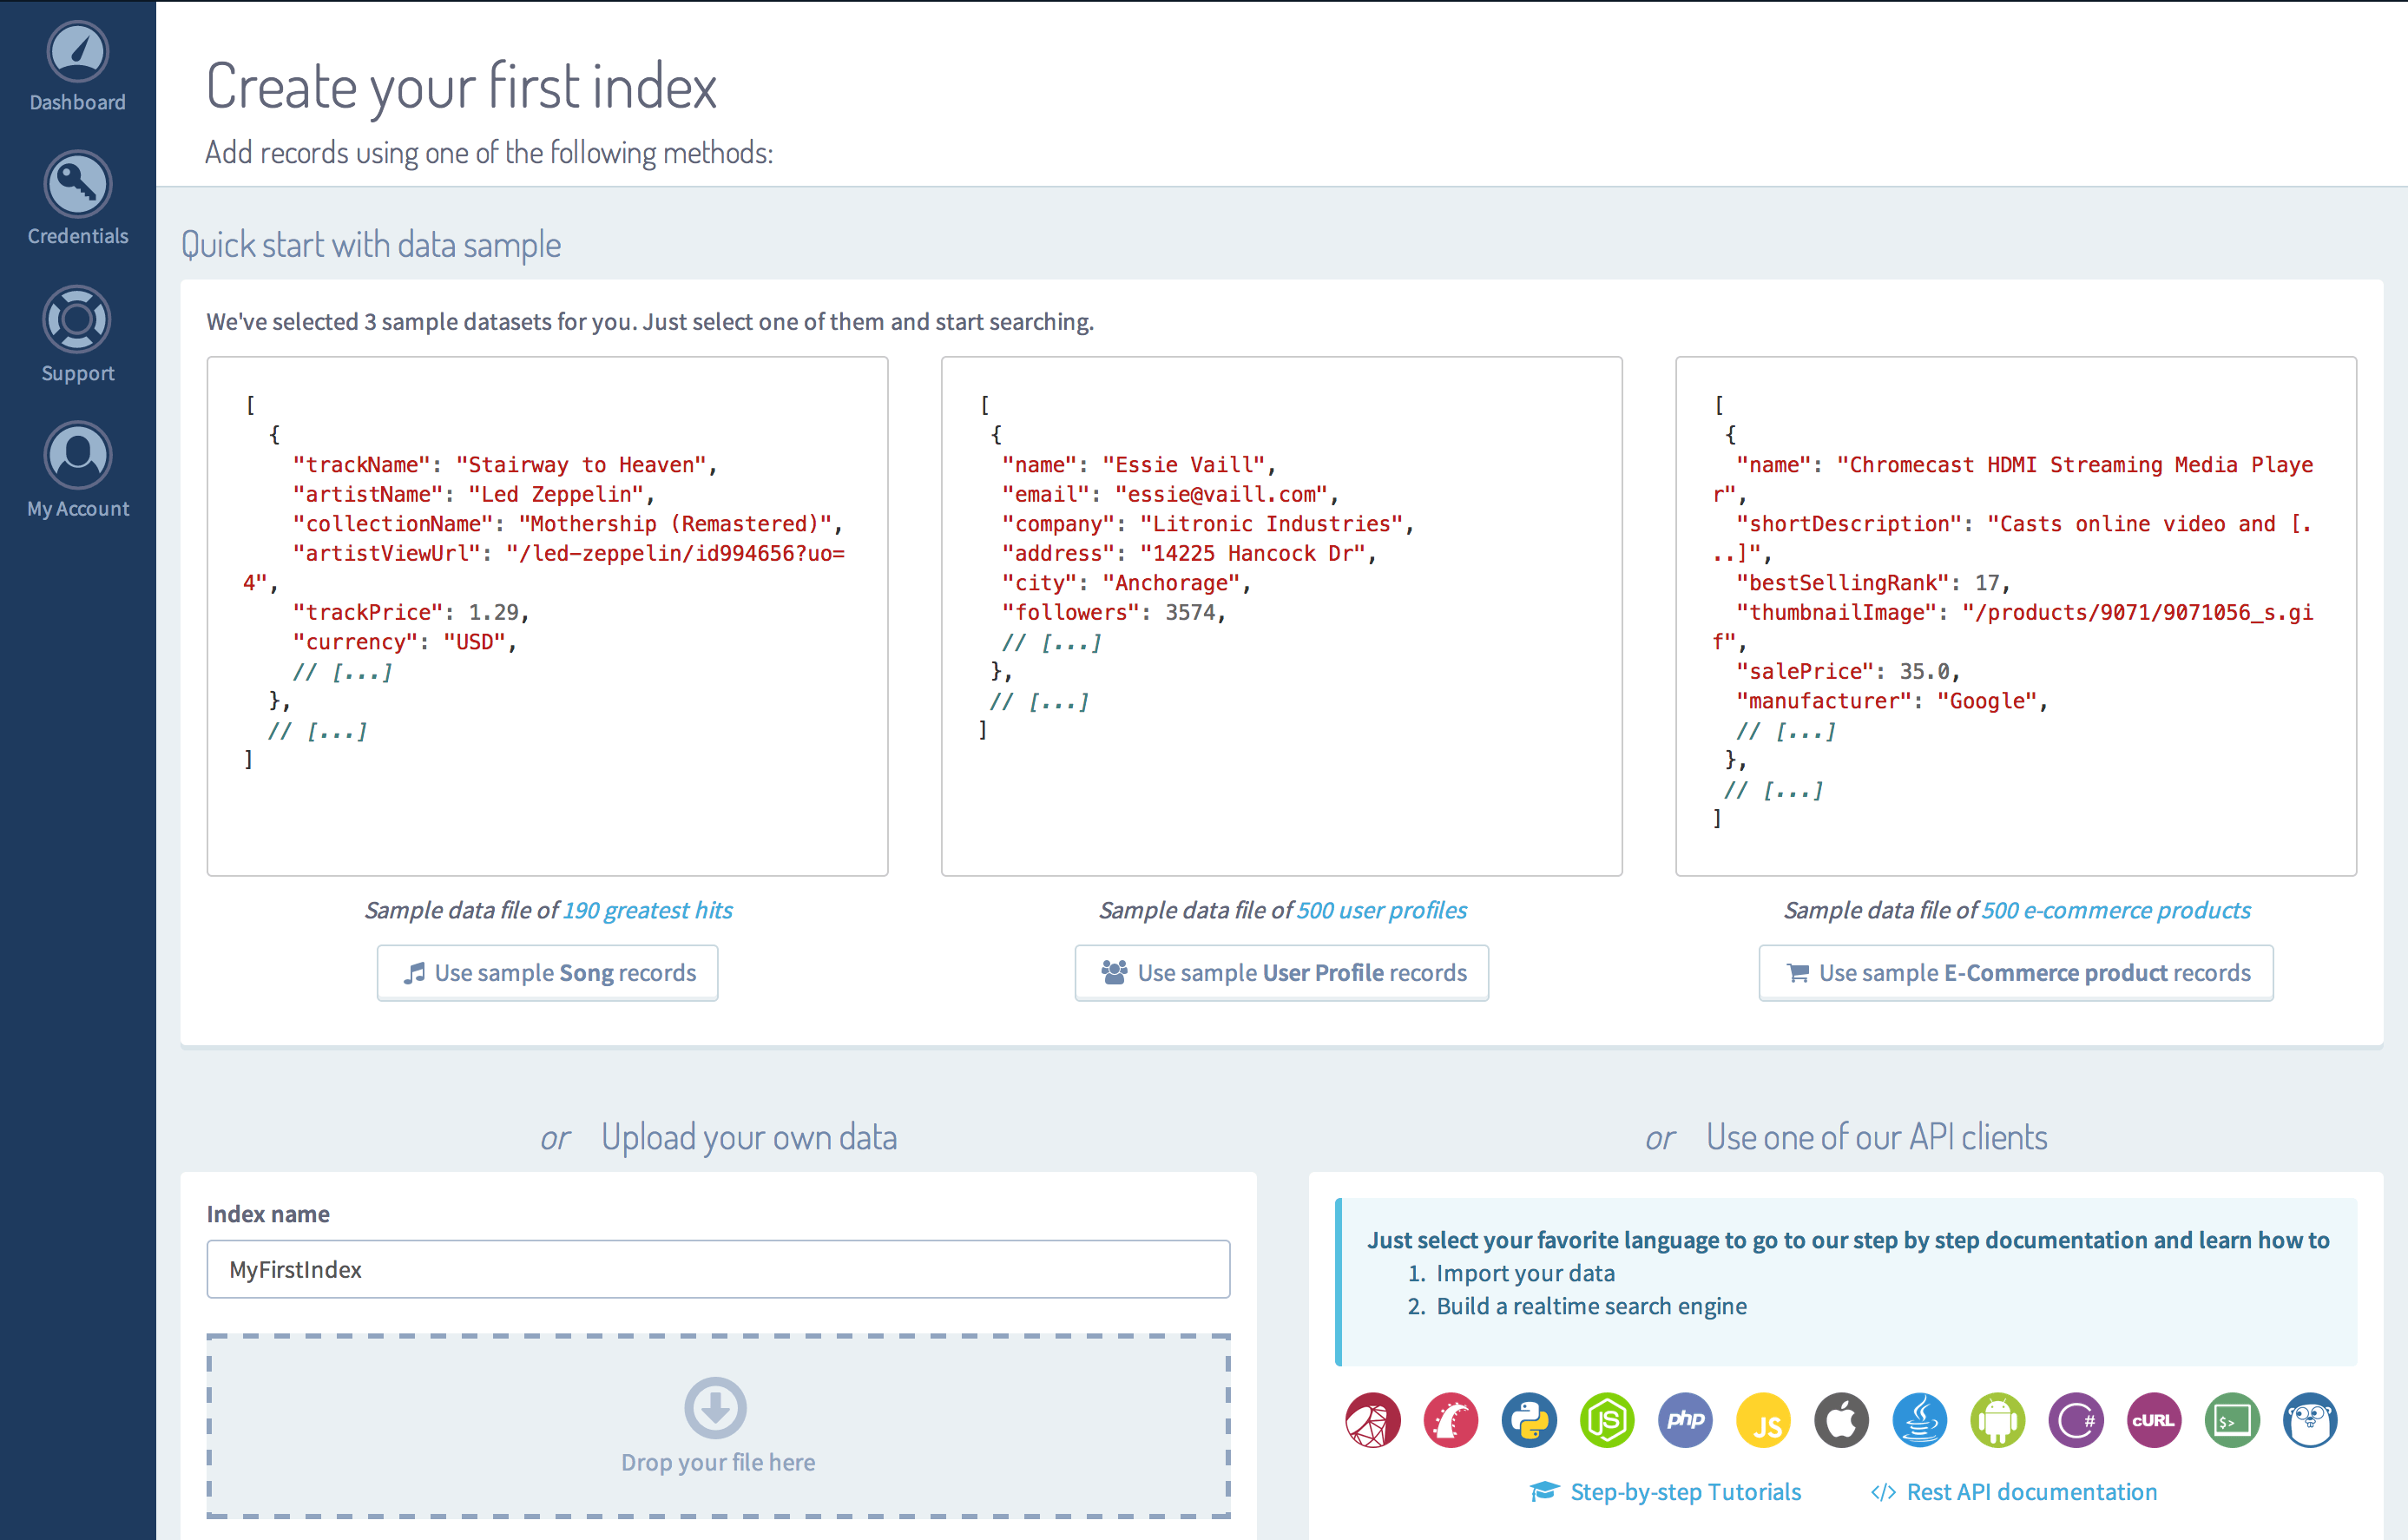 Dashboard
Credentials
Support
My Account
Create your first index
Add records using one of the following methods:
Quick start with data sample
We've selected 3 sample datasets for you. Just select one of them and start searching.
[
  {
    "trackName": "Stairway to Heaven",
    "artistName": "Led Zeppelin",
    "collectionName": "Mothership (Remastered)",
    "artistViewUrl": "/led-zeppelin/id994656?uo=
4",
    "trackPrice": 1.29,
    "currency": "USD",
    // [...]
  },
  // [...]
]
Sample data file of 190 greatest hits
Use sample Song records
[
 {
  "name": "Essie Vaill",
  "email": "essie@vaill.com",
  "company": "Litronic Industries",
  "address": "14225 Hancock Dr",
  "city": "Anchorage",
  "followers": 3574,
  // [...]
 },
 // [...]
]
Sample data file of 500 user profiles
Use sample User Profile records
[
 {
  "name": "Chromecast HDMI Streaming Media Playe
r",
  "shortDescription": "Casts online video and [.
..]",
  "bestSellingRank": 17,
  "thumbnailImage": "/products/9071/9071056_s.gi
f",
  "salePrice": 35.0,
  "manufacturer": "Google",
  // [...]
 },
 // [...]
]
Sample data file of 500 e-commerce products
Use sample E-Commerce product records
or Upload your own data
Index name
MyFirstIndex
Drop your file here
or Use one of our API clients
Just select your favorite language to go to our step by step documentation and learn how to
1. Import your data
2. Build a realtime search engine
JS php JS C# cURL $>
Step-by-step Tutorials
</> Rest API documentation